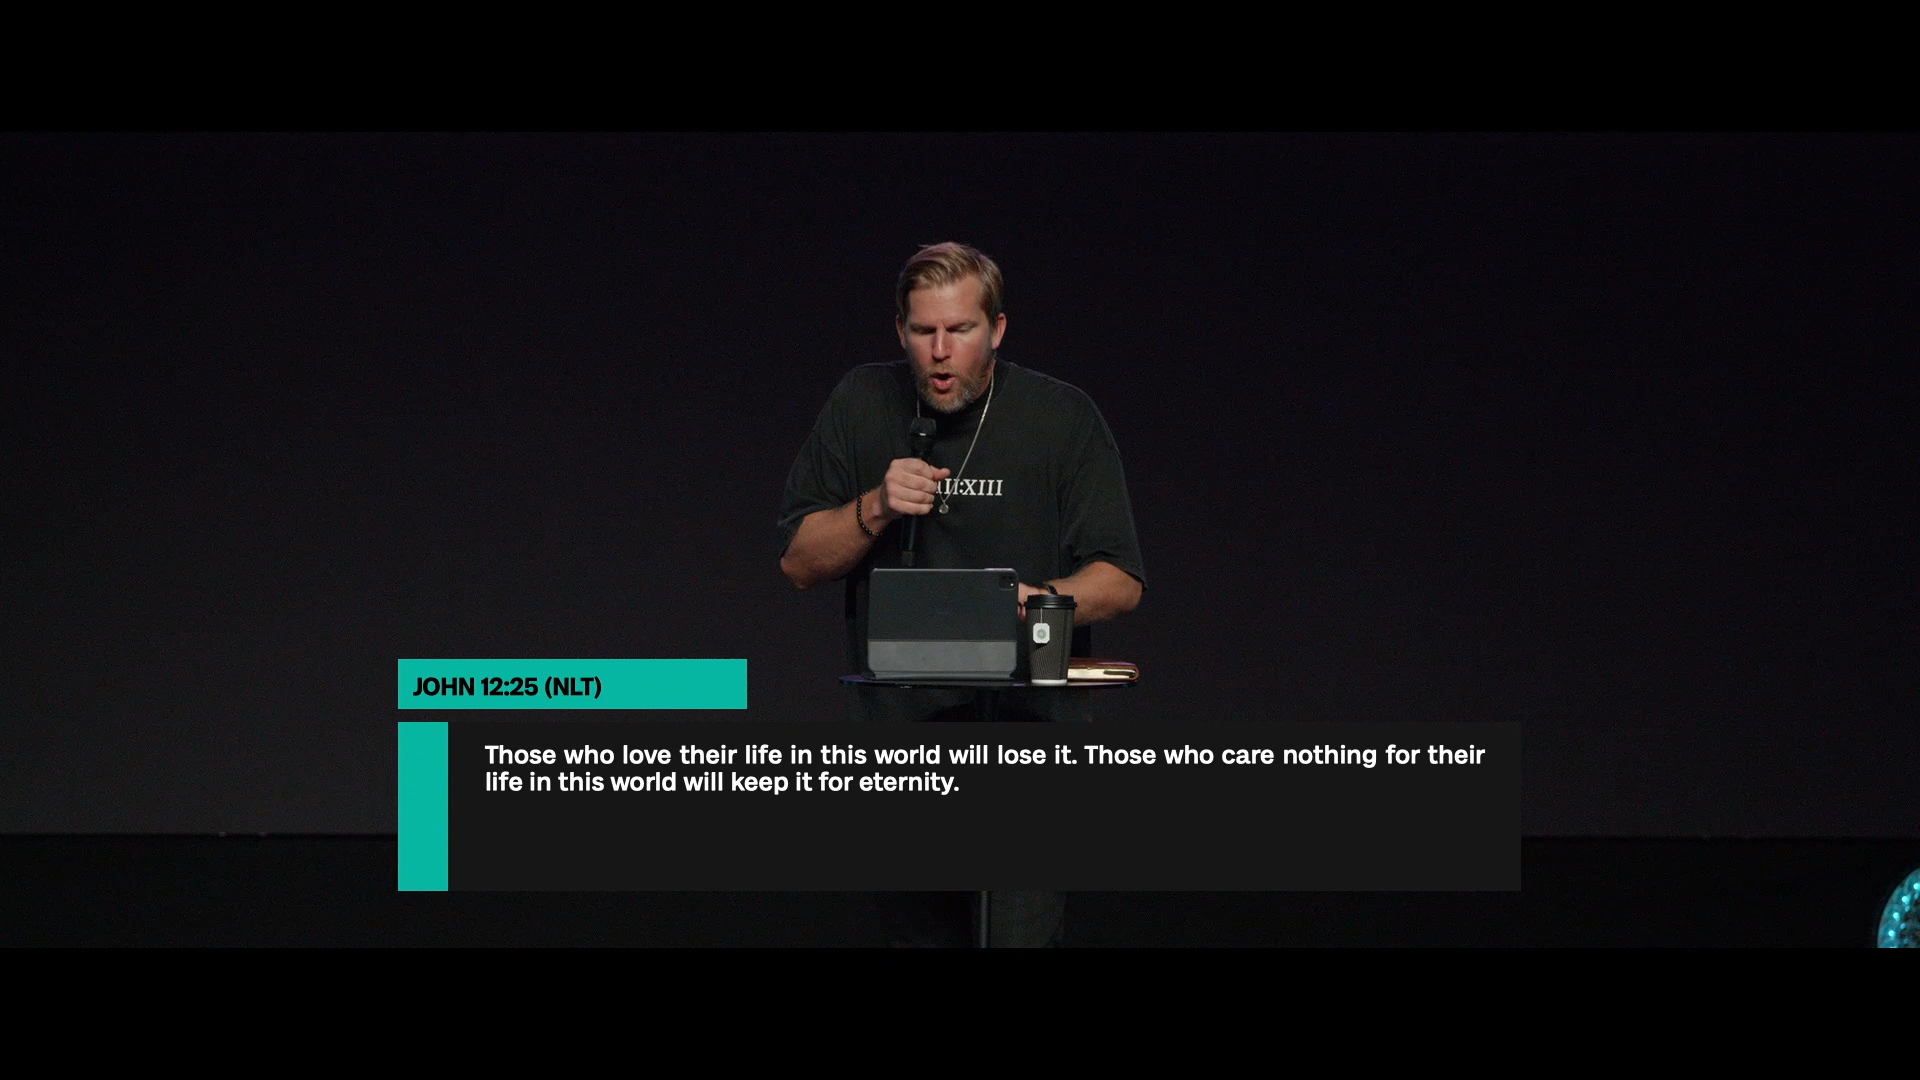 JOHN 12:25 (NLT)
Those who love their life in this world will lose it. Those who care nothing for their
life in this world will keep it for eternity.